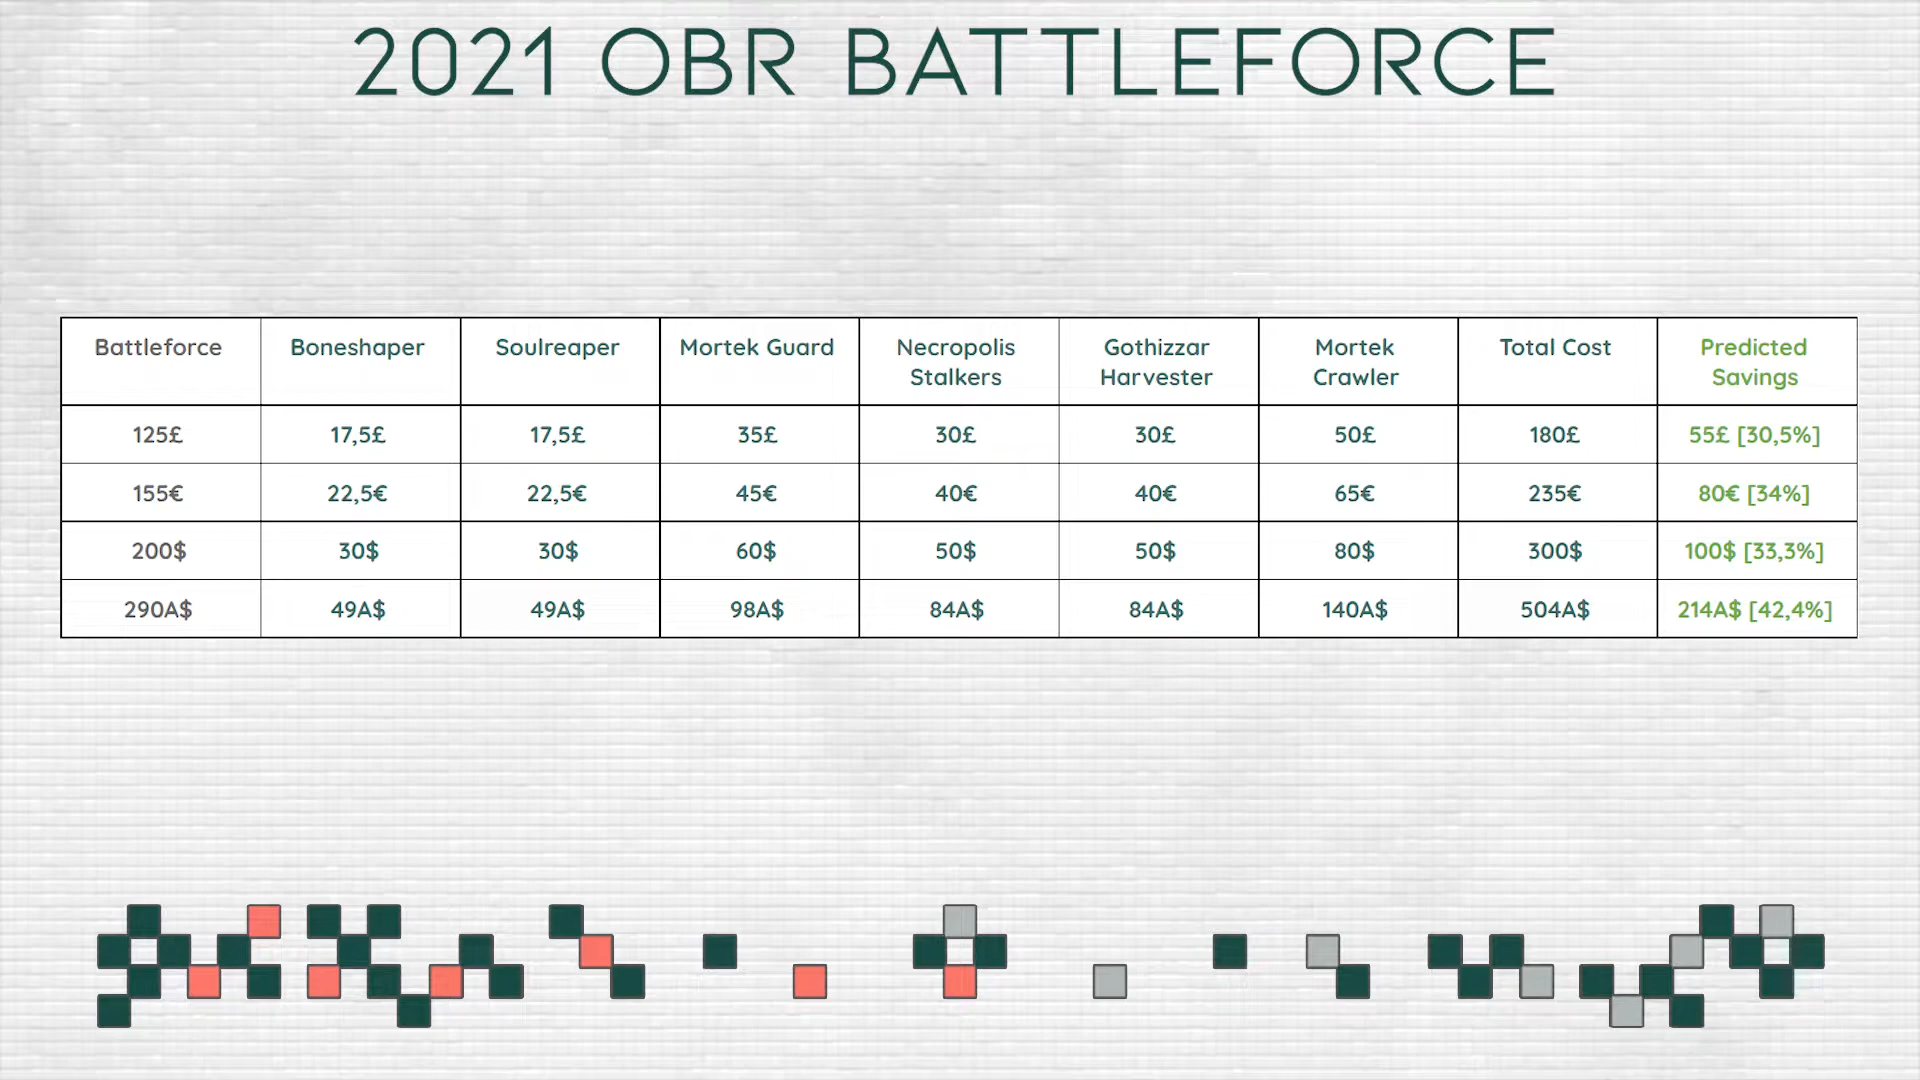 2021 OBR BATTLEFORCE
Battleforce Boneshaper Soulreaper Mortek Guard Necropolis Stalkers Gothizzar Harvester Mortek Crawler Total Cost Predicted Savings
125£ 17,5£ 17,5£ 35£ 30£ 30£ 50£ 180£ 55£ [30,5%]
155€ 22,5€ 22,5€ 45€ 40€ 40€ 65€ 235€ 80€ [34%]
200$ 30$ 30$ 60$ 50$ 50$ 80$ 300$ 100$ [33,3%]
290A$ 49A$ 49A$ 98A$ 84A$ 84A$ 140A$ 504A$ 214A$ [42,4%]